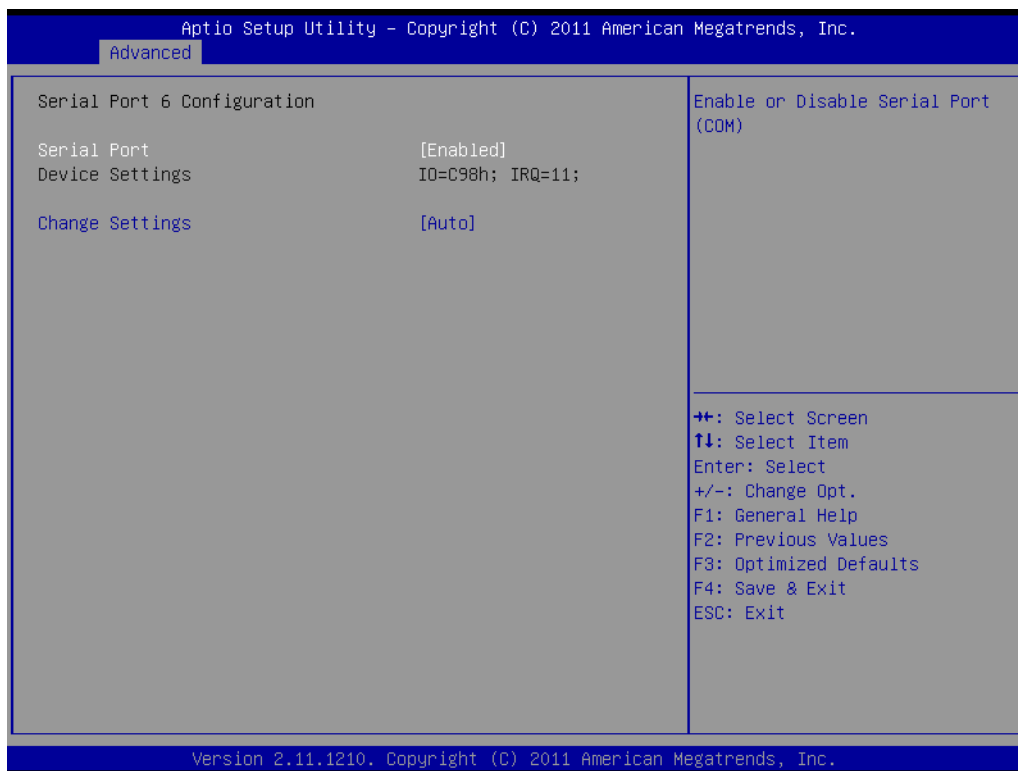 Aptio Setup Utility – Copyright (C) 2011 American Megatrends, Inc.
Advanced
Serial Port 6 Configuration
Serial Port [Enabled]
Device Settings IO=C98h; IRQ=11;
Change Settings [Auto]
Enable or Disable Serial Port
(COM)
→←: Select Screen
↑↓: Select Item
Enter: Select
+/-: Change Opt.
F1: General Help
F2: Previous Values
F3: Optimized Defaults
F4: Save & Exit
ESC: Exit
Version 2.11.1210. Copyright (C) 2011 American Megatrends, Inc.